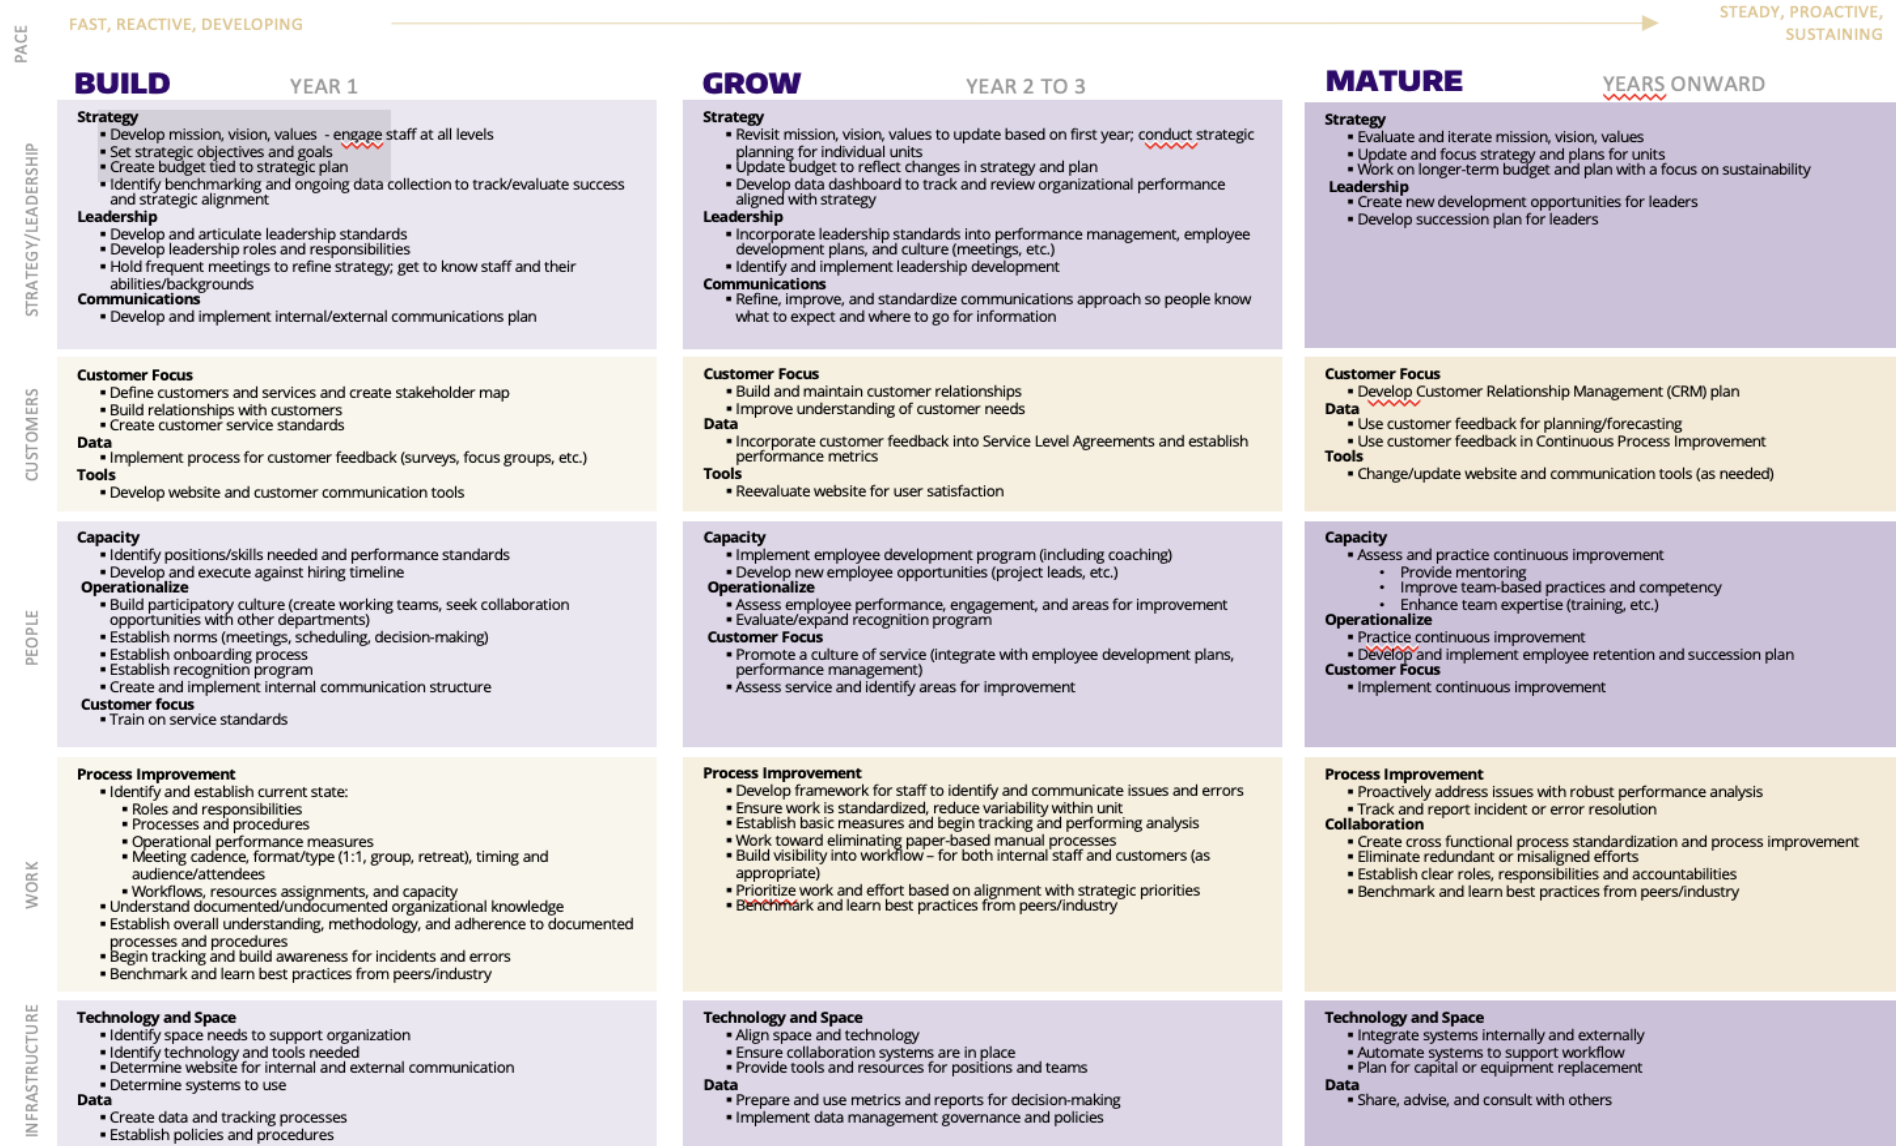 FAST, REACTIVE, DEVELOPING
STEADY, PROACTIVE,
SUSTAINING
PACE
BUILD YEAR 1
STRATEGY/LEADERSHIP
Strategy
▪ Develop mission, vision, values - engage staff at all levels
▪ Set strategic objectives and goals
▪ Create budget tied to strategic plan
▪ Identify benchmarking and ongoing data collection to track/evaluate success
and strategic alignment
Leadership
▪ Develop and articulate leadership standards
▪ Develop leadership roles and responsibilities
▪ Hold frequent meetings to refine strategy; get to know staff and their
abilities/backgrounds
Communications
▪ Develop and implement internal/external communications plan
GROW YEAR 2 TO 3
Strategy
▪ Revisit mission, vision, values to update based on first year; conduct strategic
planning for individual units
▪ Update budget to reflect changes in strategy and plan
▪ Develop data dashboard to track and review organizational performance
aligned with strategy
Leadership
▪ Incorporate leadership standards into performance management, employee
development plans, and culture (meetings, etc.)
▪ Identify and implement leadership development
Communications
▪ Refine, improve, and standardize communications approach so people know
what to expect and where to go for information
MATURE YEARS ONWARD
Strategy
▪ Evaluate and iterate mission, vision, values
▪ Update and focus strategy and plans for units
▪ Work on longer-term budget and plan with a focus on sustainability
Leadership
▪ Create new development opportunities for leaders
▪ Develop succession plan for leaders
CUSTOMERS
Customer Focus
▪ Define customers and services and create stakeholder map
▪ Build relationships with customers
▪ Create customer service standards
Data
▪ Implement process for customer feedback (surveys, focus groups, etc.)
Tools
▪ Develop website and customer communication tools
Customer Focus
▪ Build and maintain customer relationships
▪ Improve understanding of customer needs
Data
▪ Incorporate customer feedback into Service Level Agreements and establish
performance metrics
Tools
▪ Reevaluate website for user satisfaction
Customer Focus
▪ Develop Customer Relationship Management (CRM) plan
Data
▪ Use customer feedback for planning/forecasting
▪ Use customer feedback in Continuous Process Improvement
Tools
▪ Change/update website and communication tools (as needed)
PEOPLE
Capacity
▪ Identify positions/skills needed and performance standards
▪ Develop and execute against hiring timeline
Operationalize
▪ Build participatory culture (create working teams, seek collaboration
opportunities with other departments)
▪ Establish norms (meetings, scheduling, decision-making)
▪ Establish onboarding process
▪ Establish recognition program
▪ Create and implement internal communication structure
Customer focus
▪ Train on service standards
Capacity
▪ Implement employee development program (including coaching)
▪ Develop new employee opportunities (project leads, etc.)
Operationalize
▪ Assess employee performance, engagement, and areas for improvement
▪ Evaluate/expand recognition program
Customer Focus
▪ Promote a culture of service (integrate with employee development plans,
performance management)
▪ Assess service and identify areas for improvement
Capacity
▪ Assess and practice continuous improvement
• Provide mentoring
• Improve team-based practices and competency
• Enhance team expertise (training, etc.)
Operationalize
▪ Practice continuous improvement
▪ Develop and implement employee retention and succession plan
Customer Focus
▪ Implement continuous improvement
WORK
Process Improvement
▪ Identify and establish current state:
▪ Roles and responsibilities
▪ Processes and procedures
▪ Operational performance measures
▪ Meeting cadence, format/type (1:1, group, retreat), timing and
audience/attendees
▪ Workflows, resources assignments, and capacity
▪ Understand documented/undocumented organizational knowledge
▪ Establish overall understanding, methodology, and adherence to documented
processes and procedures
▪ Begin tracking and build awareness for incidents and errors
▪ Benchmark and learn best practices from peers/industry
Process Improvement
▪ Develop framework for staff to identify and communicate issues and errors
▪ Ensure work is standardized, reduce variability within unit
▪ Establish basic measures and begin tracking and performing analysis
▪ Work toward eliminating paper-based manual processes
▪ Build visibility into workflow – for both internal staff and customers (as
appropriate)
▪ Prioritize work and effort based on alignment with strategic priorities
▪ Benchmark and learn best practices from peers/industry
Process Improvement
▪ Proactively address issues with robust performance analysis
▪ Track and report incident or error resolution
Collaboration
▪ Create cross functional process standardization and process improvement
▪ Eliminate redundant or misaligned efforts
▪ Establish clear roles, responsibilities and accountabilities
▪ Benchmark and learn best practices from peers/industry
INFRASTRUCTURE
Technology and Space
▪ Identify space needs to support organization
▪ Identify technology and tools needed
▪ Determine website for internal and external communication
▪ Determine systems to use
Data
▪ Create data and tracking processes
▪ Establish policies and procedures
Technology and Space
▪ Align space and technology
▪ Ensure collaboration systems are in place
▪ Provide tools and resources for positions and teams
Data
▪ Prepare and use metrics and reports for decision-making
▪ Implement data management governance and policies
Technology and Space
▪ Integrate systems internally and externally
▪ Automate systems to support workflow
▪ Plan for capital or equipment replacement
Data
▪ Share, advise, and consult with others